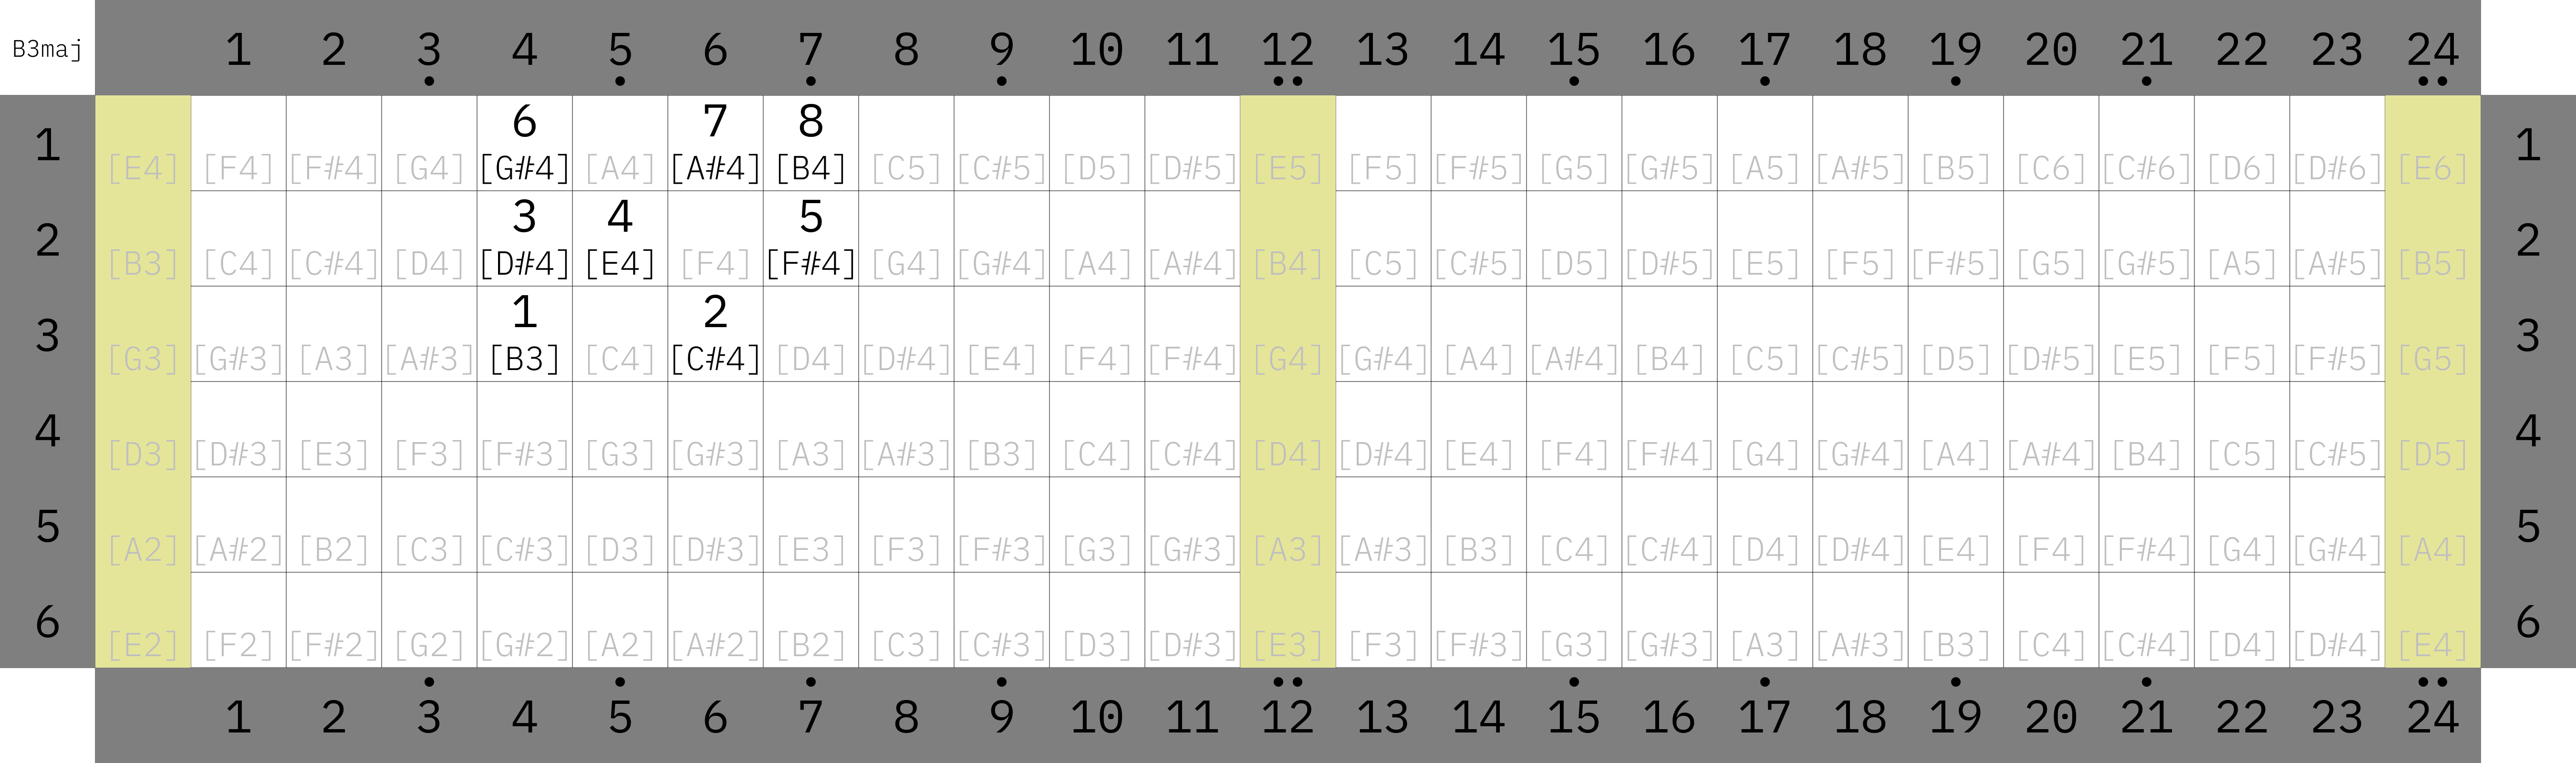 B3maj 1 2 3 4 5 6 7 8 9 10 11 12 13 14 15 16 17 18 19 20 21 22 23 24
6 7 8
1 [E4] [F4] [F#4] [G4] [G#4] [A4] [A#4] [B4] [C5] [C#5] [D5] [D#5] [E5] [F5] [F#5] [G5] [G#5] [A5] [A#5] [B5] [C6] [C#6] [D6] [D#6] [E6] 1
3 4 5
2 [B3] [C4] [C#4] [D4] [D#4] [E4] [F4] [F#4] [G4] [G#4] [A4] [A#4] [B4] [C5] [C#5] [D5] [D#5] [E5] [F5] [F#5] [G5] [G#5] [A5] [A#5] [B5] 2
1 2
3 [G3] [G#3] [A3] [A#3] [B3] [C4] [C#4] [D4] [D#4] [E4] [F4] [F#4] [G4] [G#4] [A4] [A#4] [B4] [C5] [C#5] [D5] [D#5] [E5] [F5] [F#5] [G5] 3
4 [D3] [D#3] [E3] [F3] [F#3] [G3] [G#3] [A3] [A#3] [B3] [C4] [C#4] [D4] [D#4] [E4] [F4] [F#4] [G4] [G#4] [A4] [A#4] [B4] [C5] [C#5] [D5] 4
5 [A2] [A#2] [B2] [C3] [C#3] [D3] [D#3] [E3] [F3] [F#3] [G3] [G#3] [A3] [A#3] [B3] [C4] [C#4] [D4] [D#4] [E4] [F4] [F#4] [G4] [G#4] [A4] 5
6 [E2] [F2] [F#2] [G2] [G#2] [A2] [A#2] [B2] [C3] [C#3] [D3] [D#3] [E3] [F3] [F#3] [G3] [G#3] [A3] [A#3] [B3] [C4] [C#4] [D4] [D#4] [E4] 6
1 2 3 4 5 6 7 8 9 10 11 12 13 14 15 16 17 18 19 20 21 22 23 24